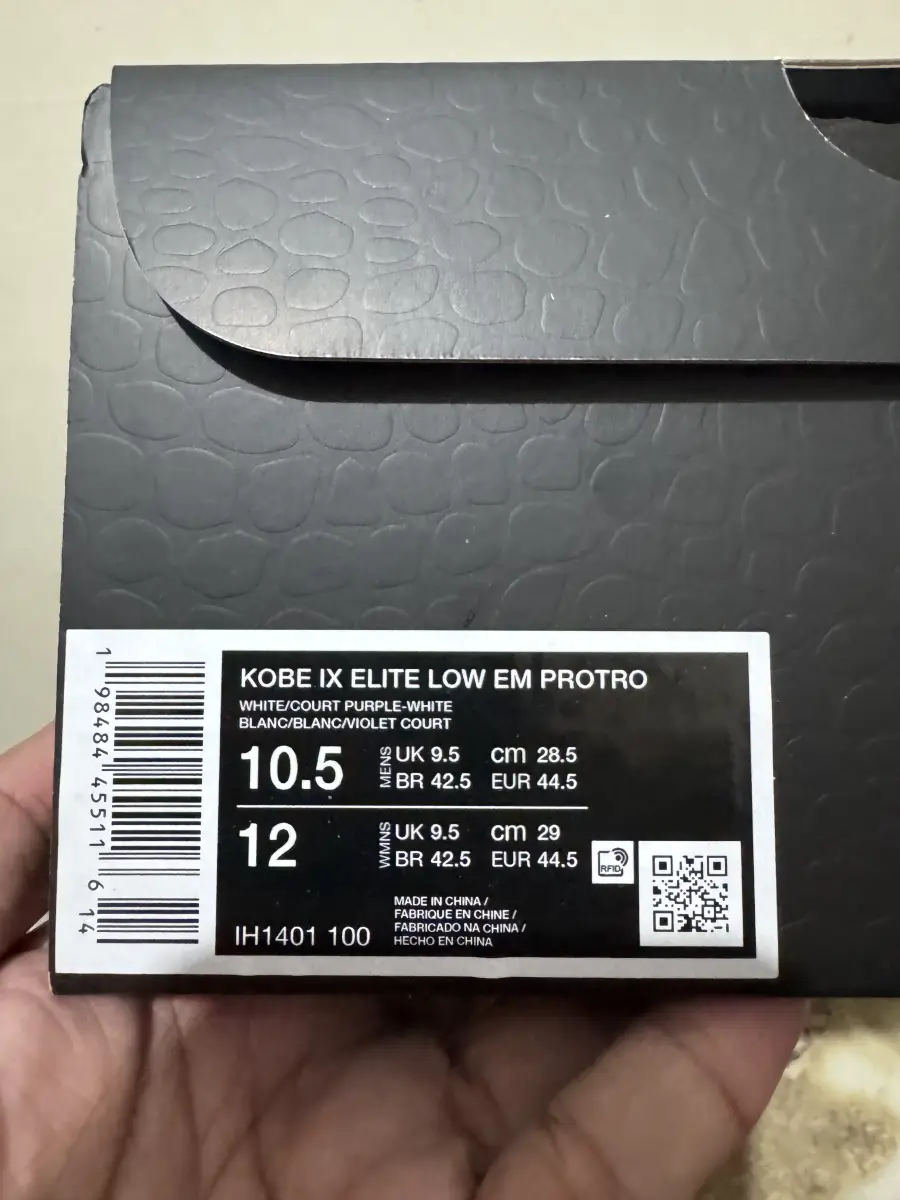 KOBE IX ELITE LOW EM PROTRO
WHITE/COURT PURPLE-WHITE
BLANC/BLANC/VIOLET COURT
10.5 MENS UK 9.5 cm 28.5
BR 42.5 EUR 44.5
12 WMNS UK 9.5 cm 29
BR 42.5 EUR 44.5
RFID
MADE IN CHINA /
FABRIQUE EN CHINE /
FABRICADO NA CHINA /
HECHO EN CHINA
IH1401 100
1 98484 45511 6 14